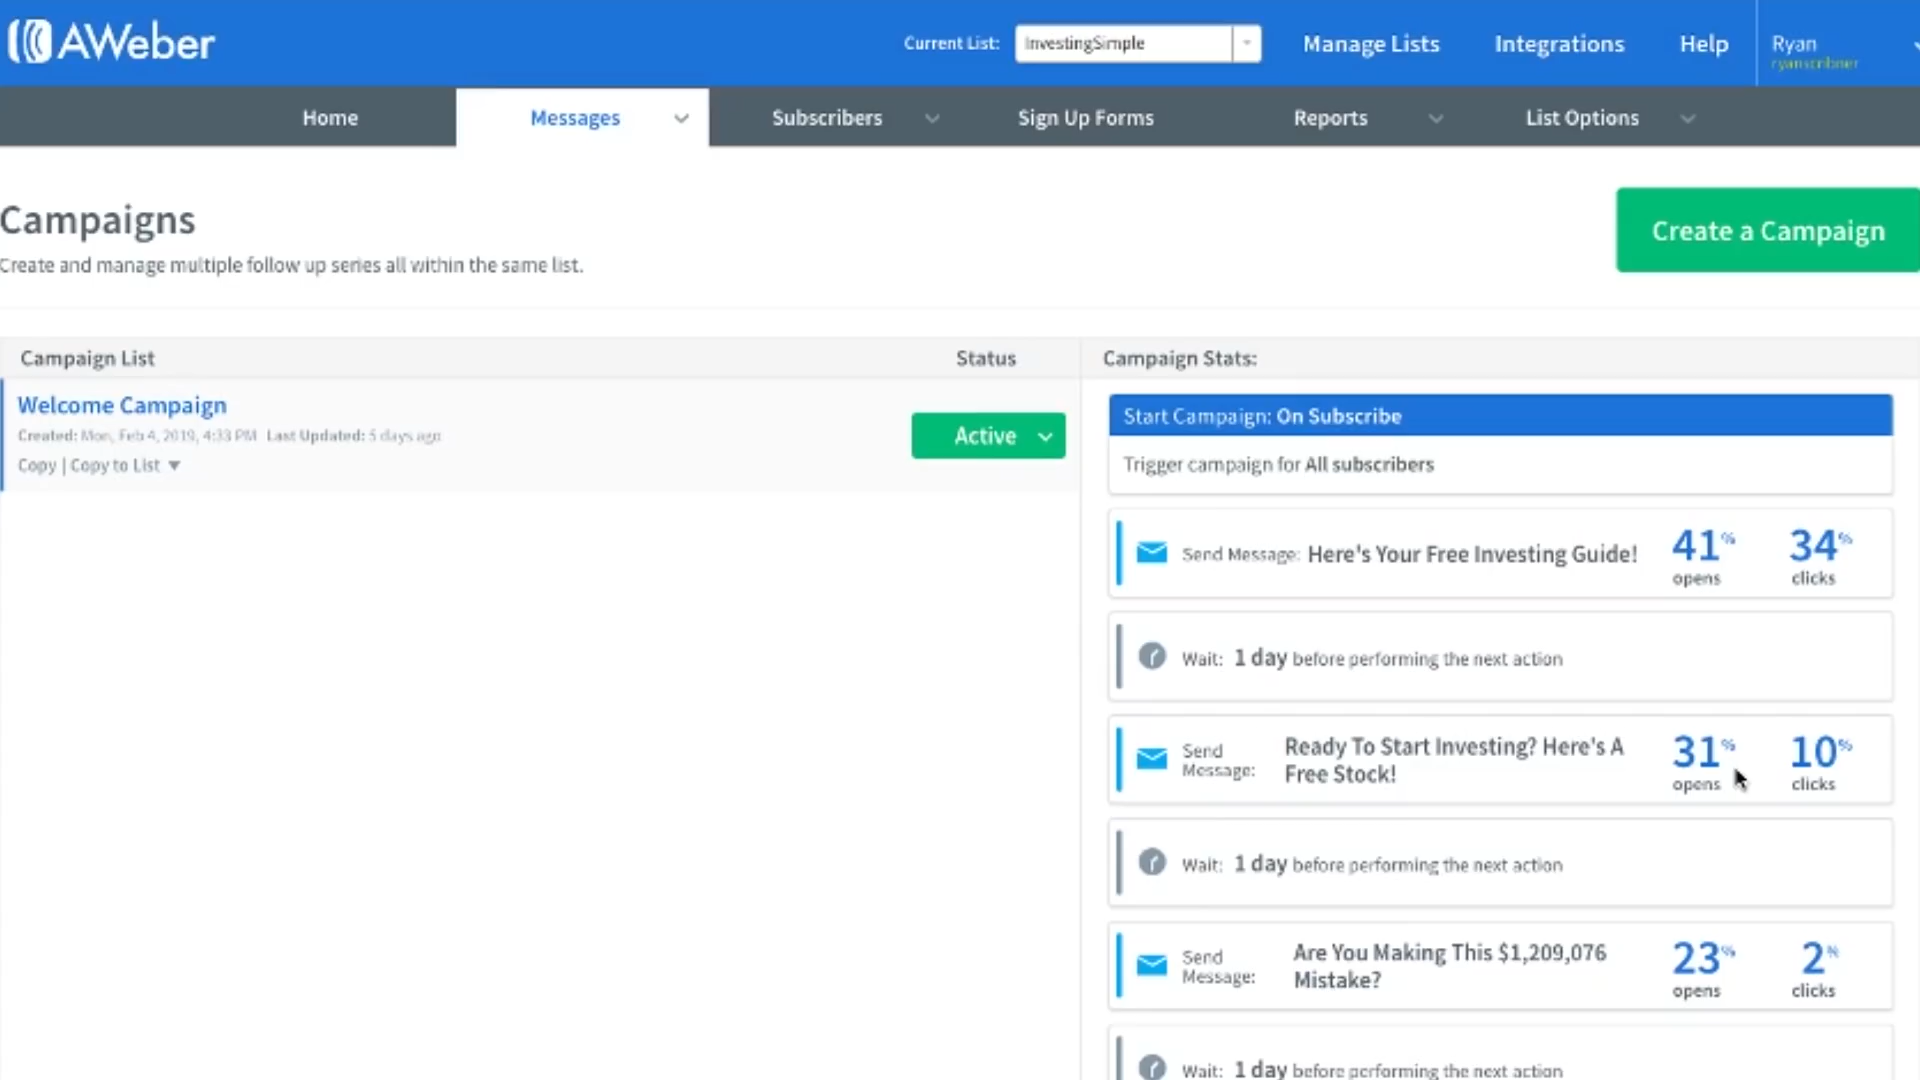 AWeber
Current List: InvestingSimple
Manage Lists
Integrations
Help
Ryan
ryanscribner
Home
Messages
Subscribers
Sign Up Forms
Reports
List Options
Campaigns
Create and manage multiple follow up series all within the same list.
Create a Campaign
Campaign List
Status
Welcome Campaign
Created: Mon, Feb 4, 2019, 4:33 PM Last Updated: 5 days ago
Copy | Copy to List ▼
Active
Campaign Stats:
Start Campaign: On Subscribe
Trigger campaign for All subscribers
Send Message: Here's Your Free Investing Guide!
41% opens
34% clicks
Wait: 1 day before performing the next action
Send Message: Ready To Start Investing? Here's A
Free Stock!
31% opens
10% clicks
Wait: 1 day before performing the next action
Send Message: Are You Making This $1,209,076
Mistake?
23% opens
2% clicks
Wait: 1 day before performing the next action